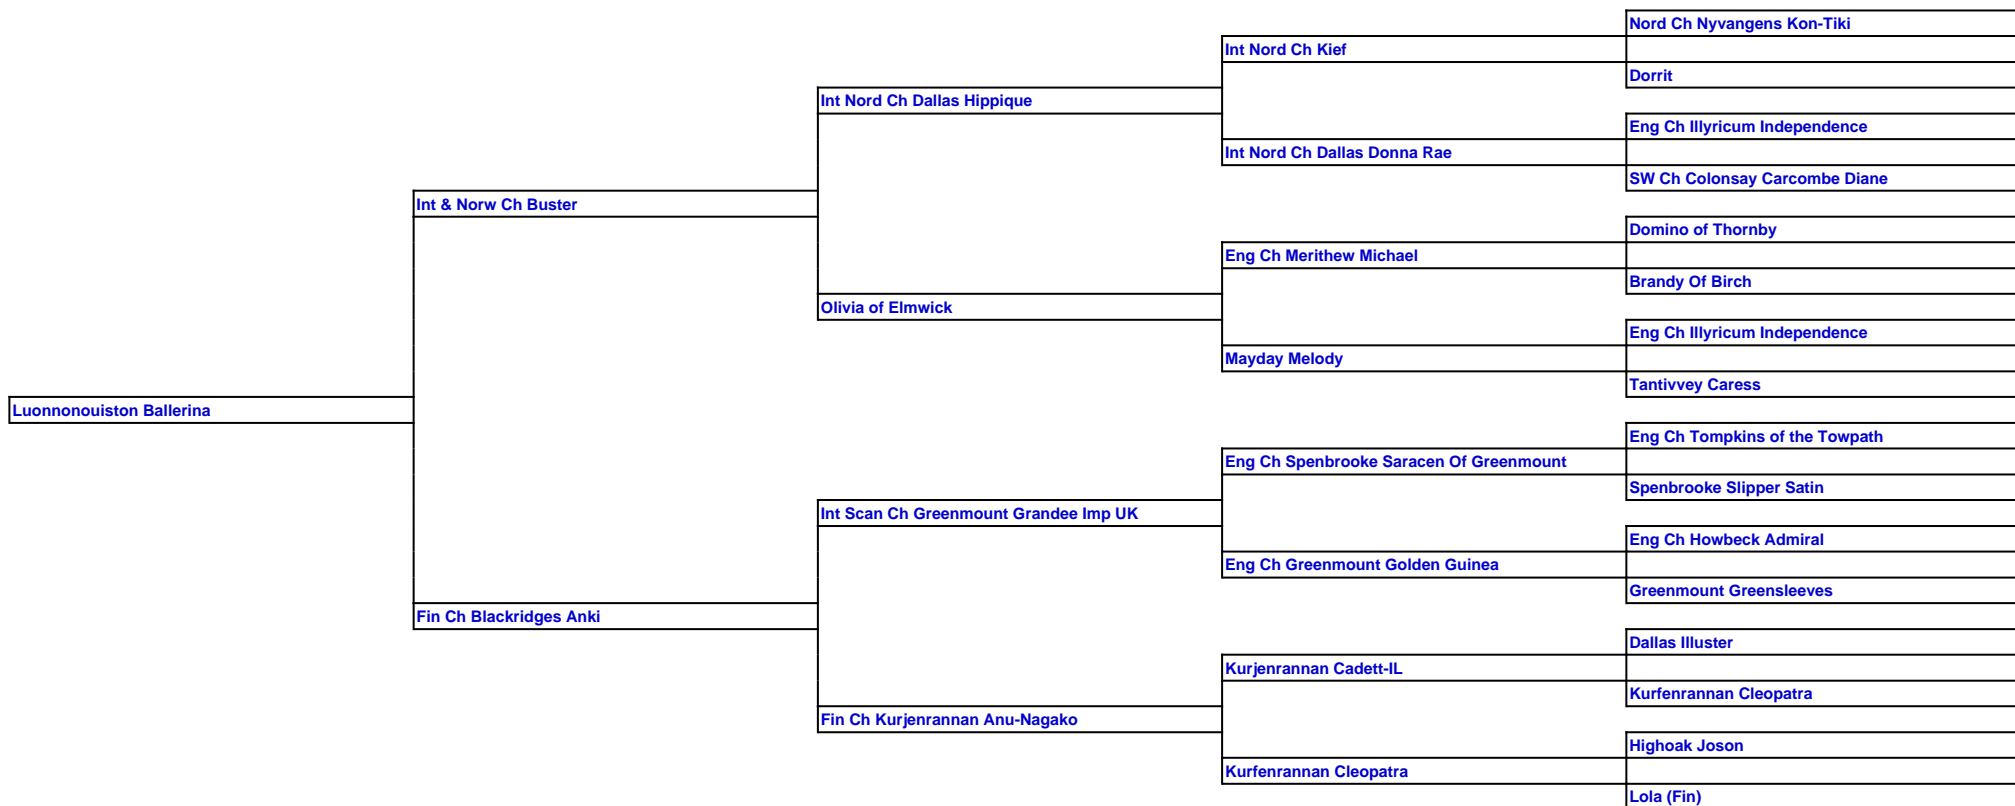 Nord Ch Nyvangens Kon-Tiki
Int Nord Ch Kief
Dorrit
Int Nord Ch Dallas Hippique
Eng Ch Illyricum Independence
Int Nord Ch Dallas Donna Rae
SW Ch Colonsay Carcombe Diane
Int & Norw Ch Buster
Domino of Thornby
Eng Ch Merithew Michael
Brandy Of Birch
Olivia of Elmwick
Eng Ch Illyricum Independence
Mayday Melody
Tantivvey Caress
Luonnonouiston Ballerina
Eng Ch Tompkins of the Towpath
Eng Ch Spenbrooke Saracen Of Greenmount
Spenbrooke Slipper Satin
Int Scan Ch Greenmount Grandee Imp UK
Eng Ch Howbeck Admiral
Eng Ch Greenmount Golden Guinea
Greenmount Greensleeves
Fin Ch Blackridges Anki
Dallas Illuster
Kurjenrannan Cadett-IL
Kurfenrannan Cleopatra
Fin Ch Kurjenrannan Anu-Nagako
Highoak Joson
Kurfenrannan Cleopatra
Lola (Fin)